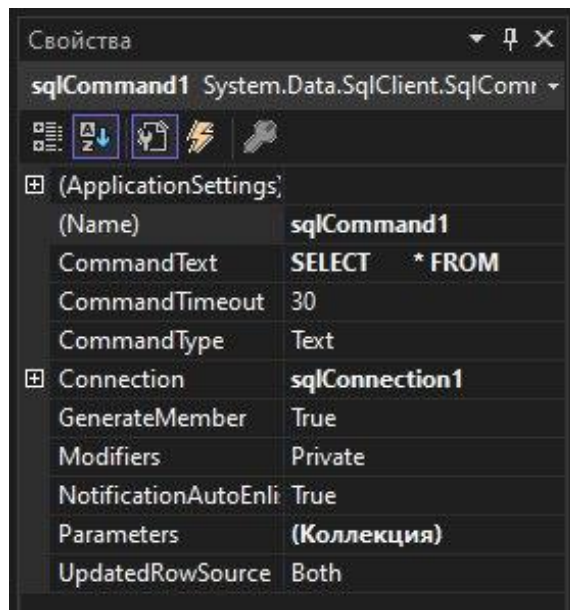 Свойства
sqlCommand1 System.Data.SqlClient.SqlComm
(ApplicationSettings)
(Name) sqlCommand1
CommandText SELECT * FROM
CommandTimeout 30
CommandType Text
Connection sqlConnection1
GenerateMember True
Modifiers Private
NotificationAutoEnli True
Parameters (Коллекция)
UpdatedRowSource Both